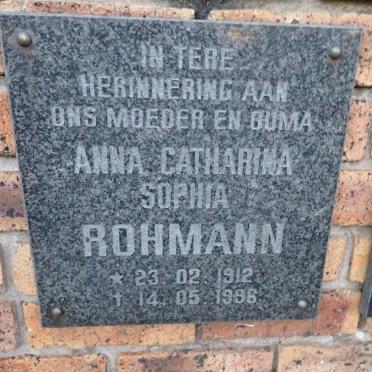 IN TERE
HERINNERING AAN
ONS MOEDER EN OUMA
ANNA CATHARINA
SOPHIA
ROHMANN
* 23. 02. 1912
† 14. 05. 1986